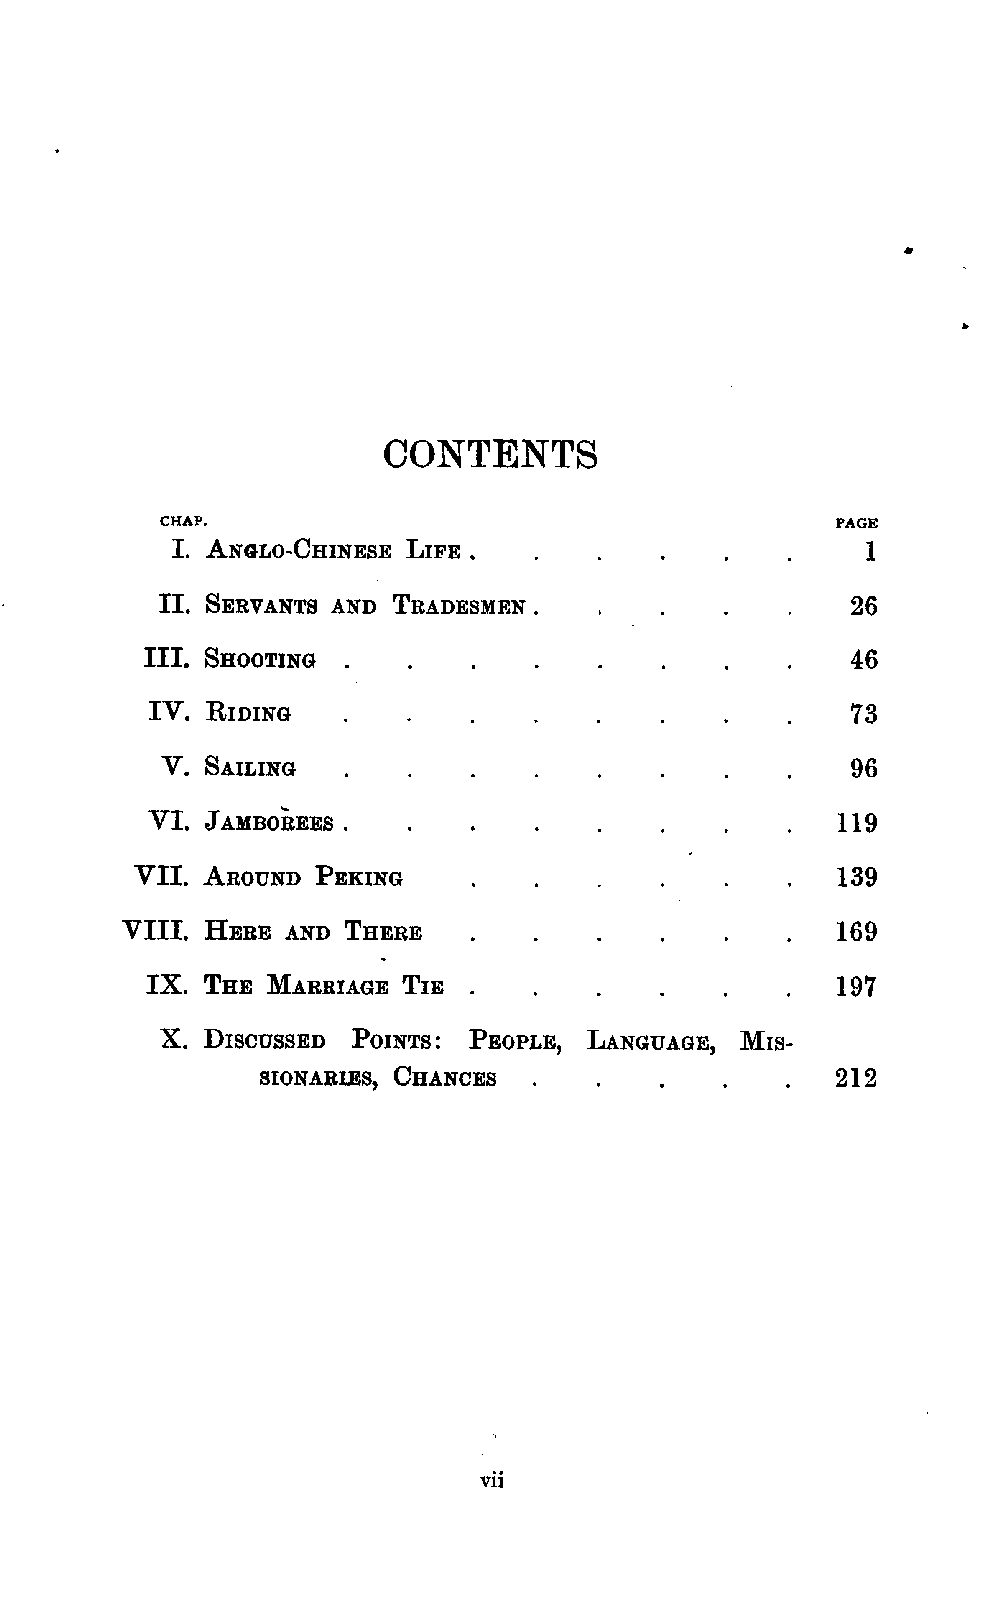 CONTENTS
CHAP. PAGE
I. ANGLO-CHINESE LIFE . . . . . . 1
II. SERVANTS AND TRADESMEN . . . . . 26
III. SHOOTING . . . . . . . . 46
IV. RIDING . . . . . . . . 73
V. SAILING . . . . . . . . 96
VI. JAMBOREES . . . . . . . . 119
VII. AROUND PEKING . . . . . . 139
VIII. HERE AND THERE . . . . . . 169
IX. THE MARRIAGE TIE . . . . . . 197
X. DISCUSSED POINTS: PEOPLE, LANGUAGE, MIS-
SIONARIES, CHANCES . . . . . 212
vii